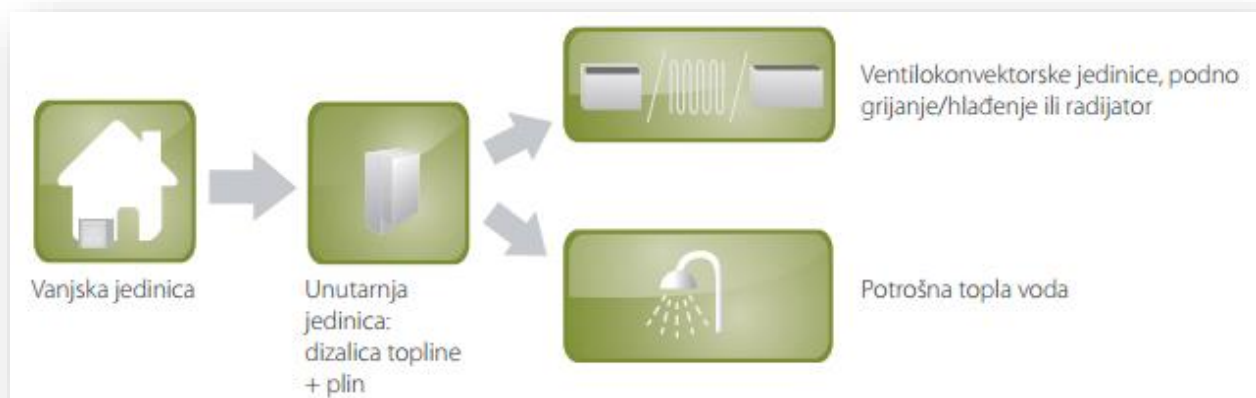 Ventilokonvektorske jedinice, podno
grijanje/hlađenje ili radijator
Vanjska jedinica
Unutarnja
jedinica:
dizalica topline
+ plin
Potrošna topla voda